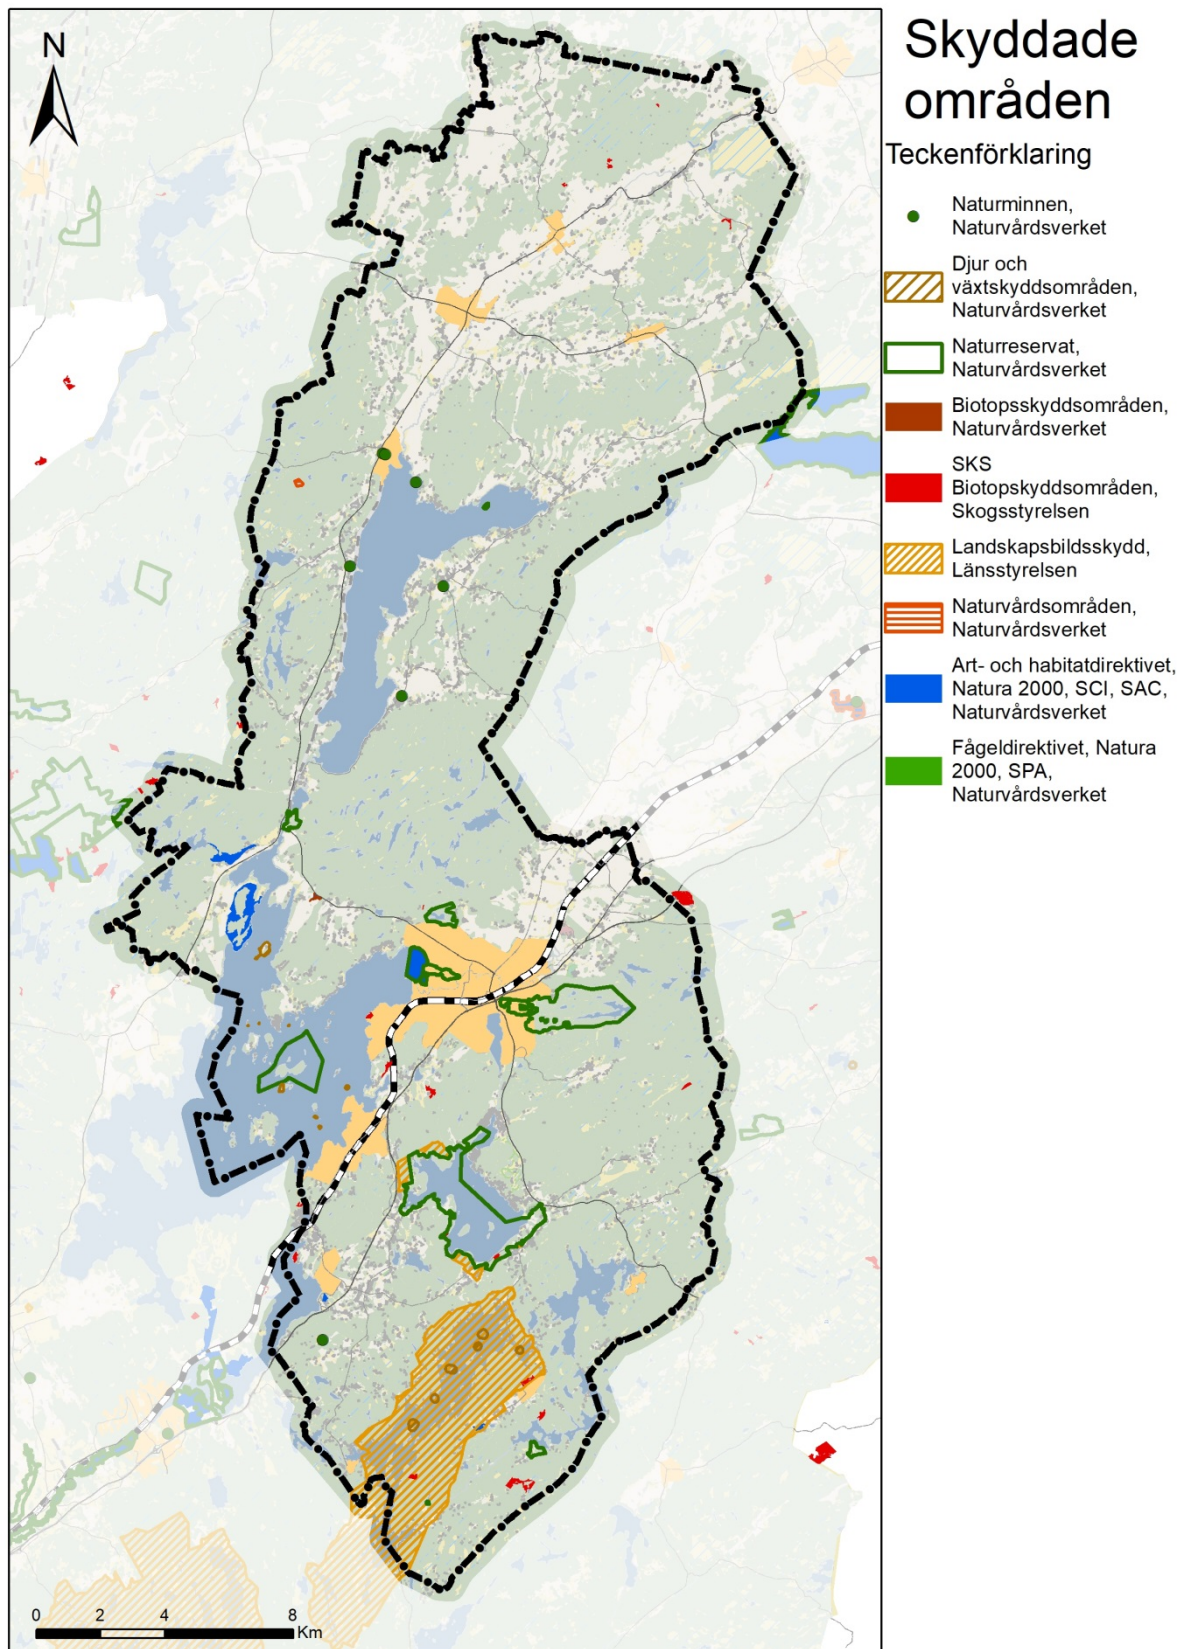 Skyddade
områden
Teckenförklaring
Naturminnen,
Naturvårdsverket
Djur och
växtskyddsområden,
Naturvårdsverket
Naturreservat,
Naturvårdsverket
Biotopsskyddsområden,
Naturvårdsverket
SKS
Biotopskyddsområden,
Skogsstyrelsen
Landskapsbildsskydd,
Länsstyrelsen
Naturvårdsområden,
Naturvårdsverket
Art- och habitatdirektivet,
Natura 2000, SCI, SAC,
Naturvårdsverket
Fågeldirektivet, Natura
2000, SPA,
Naturvårdsverket
N
0 2 4 8
Km